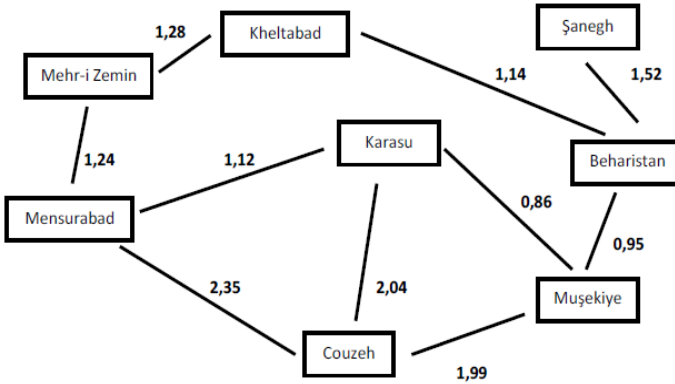 Şanegh
1,28
Kheltabad
Mehr-i Zemin
1,14
1,52
Karasu
1,24
1,12
Beharistan
0,86
Mensurabad
0,95
2,35
2,04
Muşekiye
Couzeh
1,99